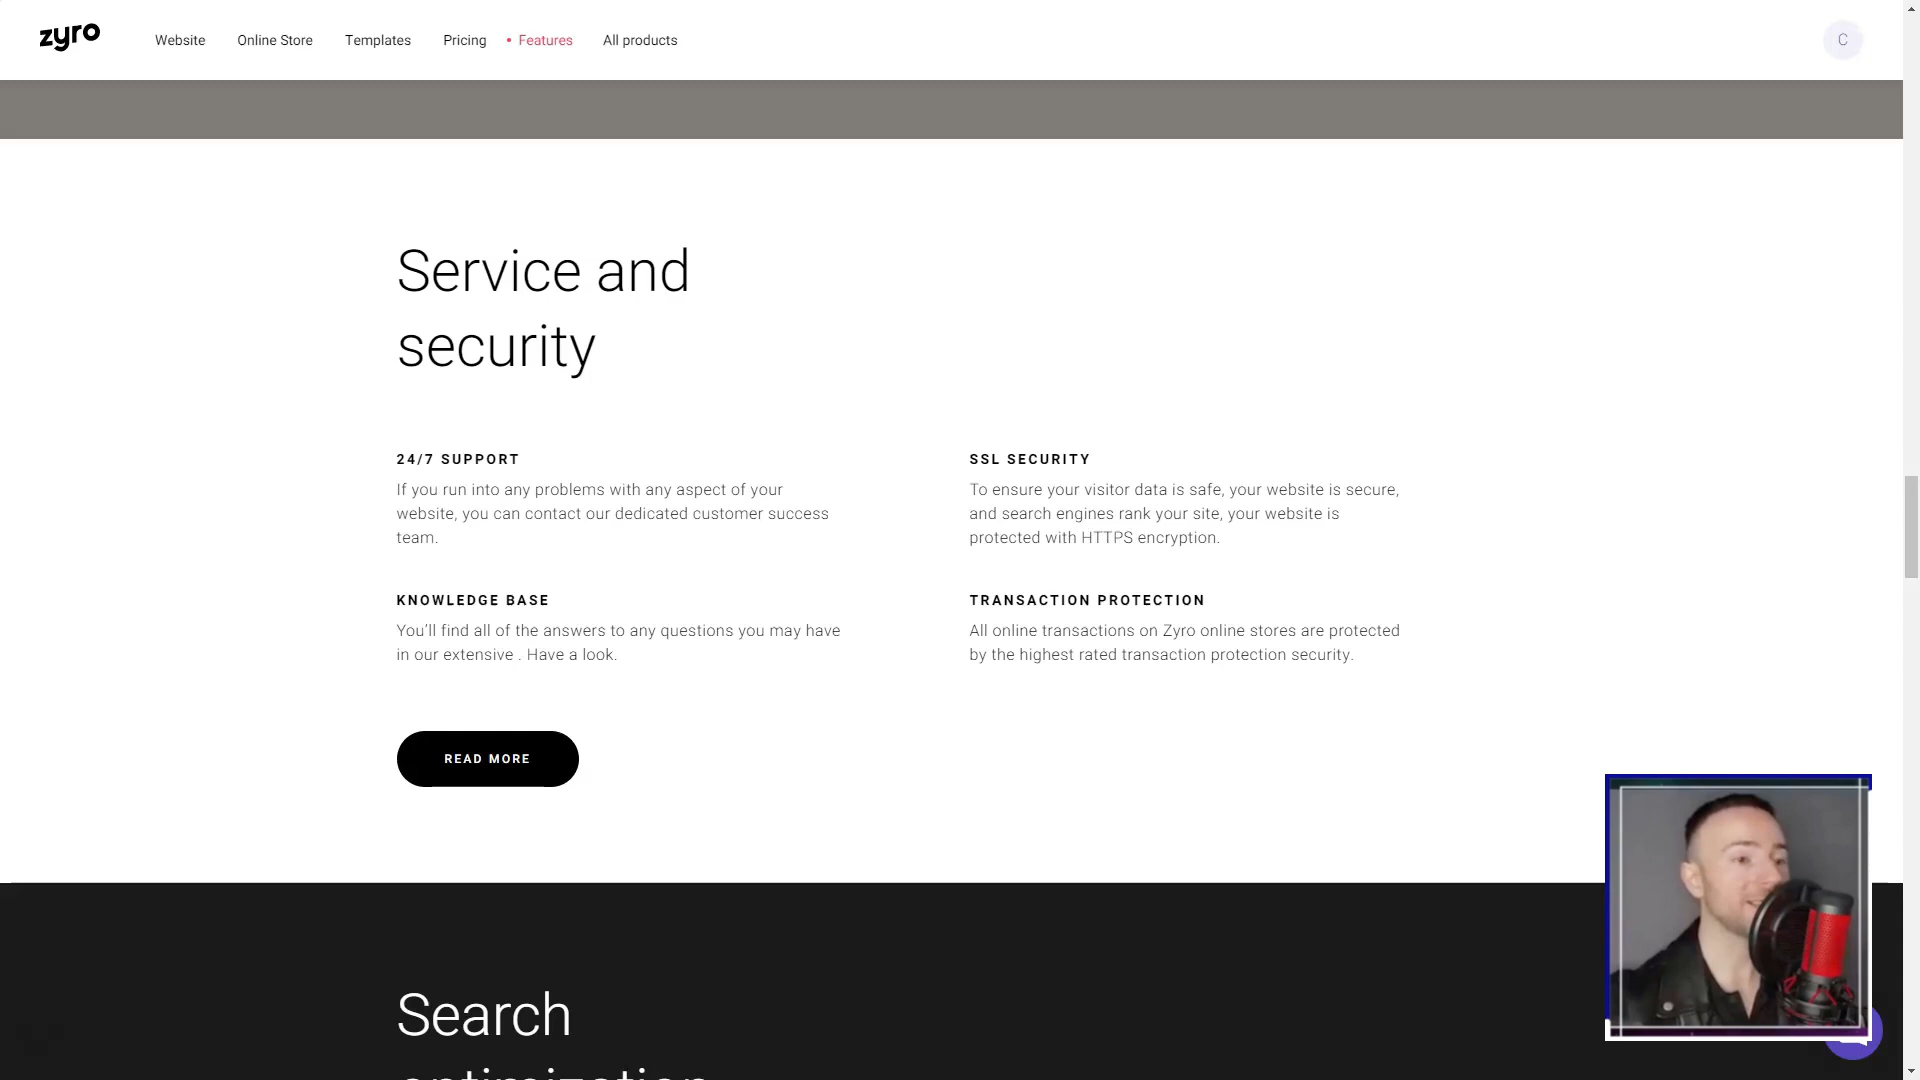 zyro
Website Online Store Templates Pricing • Features All products C
Service and
security
24/7 SUPPORT
If you run into any problems with any aspect of your
website, you can contact our dedicated customer success
team.
SSL SECURITY
To ensure your visitor data is safe, your website is secure,
and search engines rank your site, your website is
protected with HTTPS encryption.
KNOWLEDGE BASE
You'll find all of the answers to any questions you may have
in our extensive . Have a look.
TRANSACTION PROTECTION
All online transactions on Zyro online stores are protected
by the highest rated transaction protection security.
READ MORE
Search
optimization